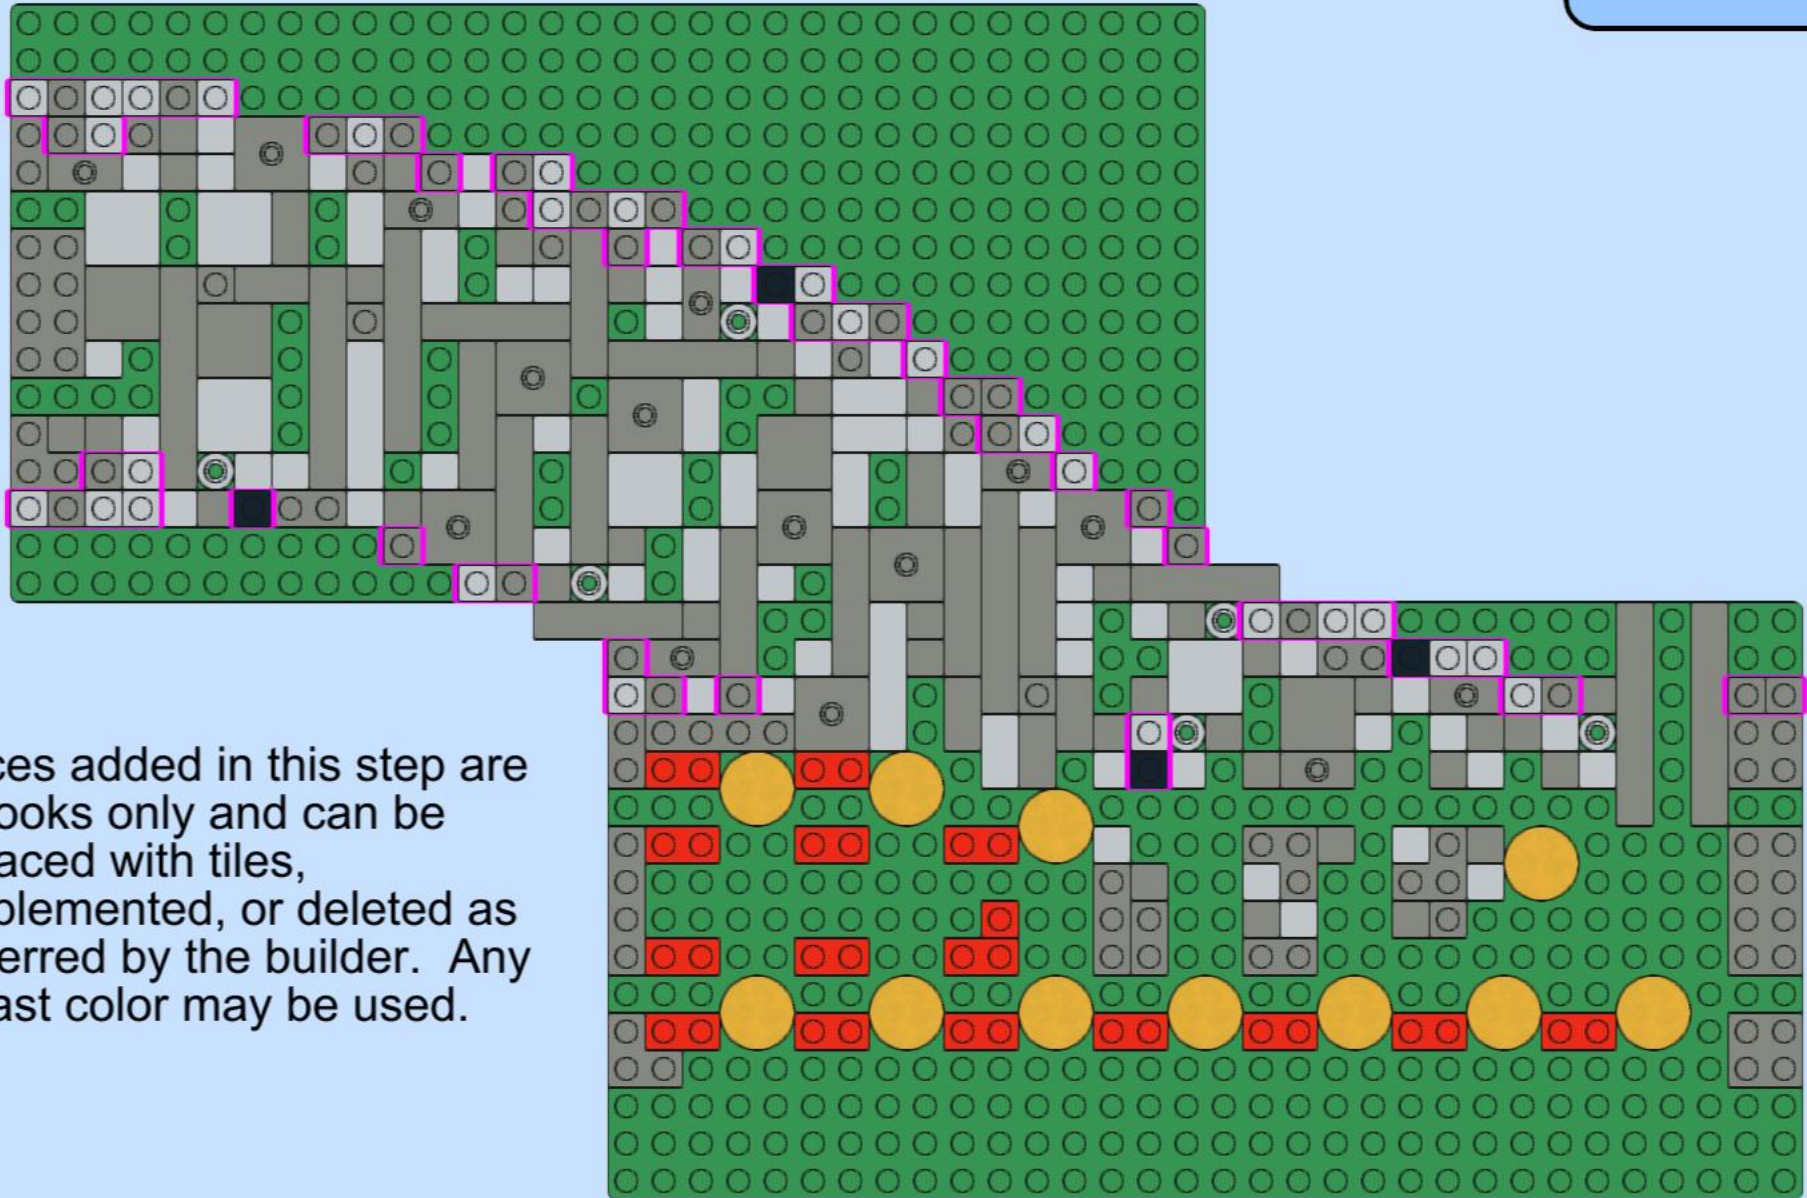 ces added in this step are
ooks only and can be
aced with tiles,
plemented, or deleted as
erred by the builder. Any
ast color may be used.